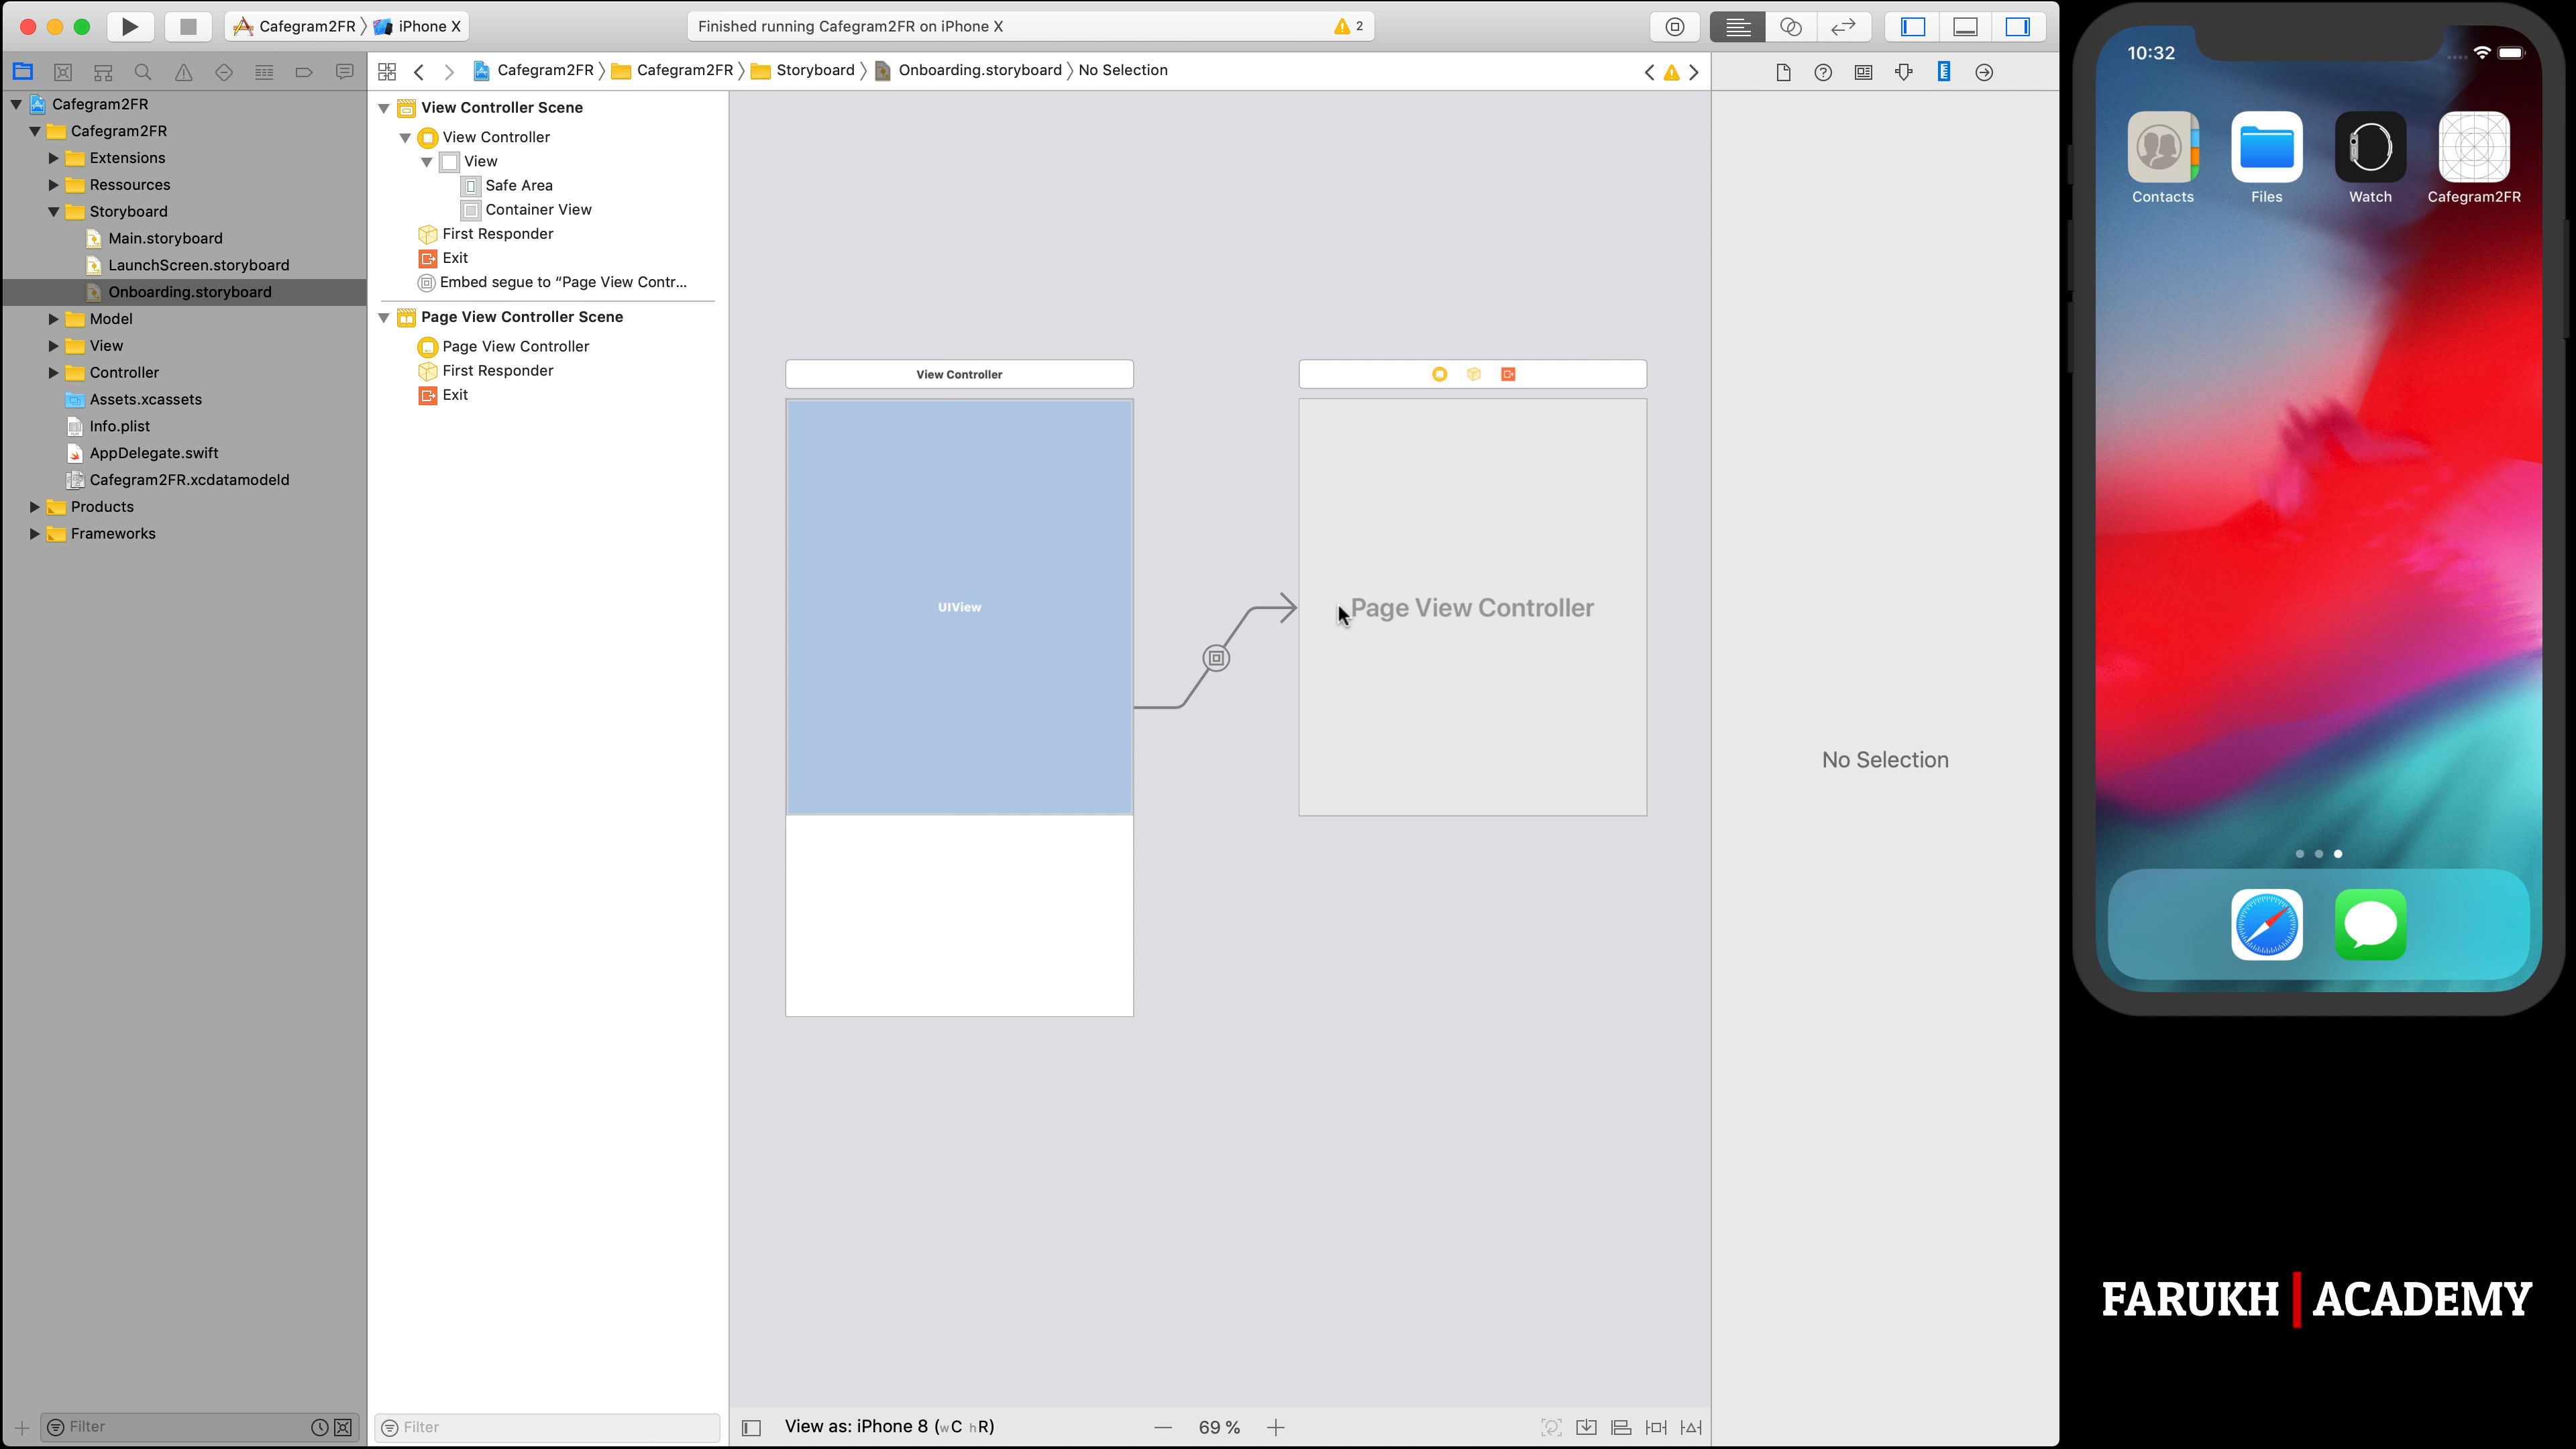 Cafegram2FR 〉 iPhone X
Finished running Cafegram2FR on iPhone X
2
Cafegram2FR 〉 Cafegram2FR 〉 Storyboard 〉 Onboarding.storyboard 〉 No Selection
Cafegram2FR
Cafegram2FR
Extensions
Ressources
Storyboard
Main.storyboard
LaunchScreen.storyboard
Onboarding.storyboard
Model
View
Controller
Assets.xcassets
Info.plist
AppDelegate.swift
Cafegram2FR.xcdatamodeld
Products
Frameworks
Filter
View Controller Scene
View Controller
View
Safe Area
Container View
First Responder
Exit
Embed segue to “Page View Contr...
Page View Controller Scene
Page View Controller
First Responder
Exit
Filter
View Controller
UIView
Page View Controller
View as: iPhone 8 (wC hR)
69 %
No Selection
10:32
Contacts
Files
Watch
Cafegram2FR
FARUKH | ACADEMY